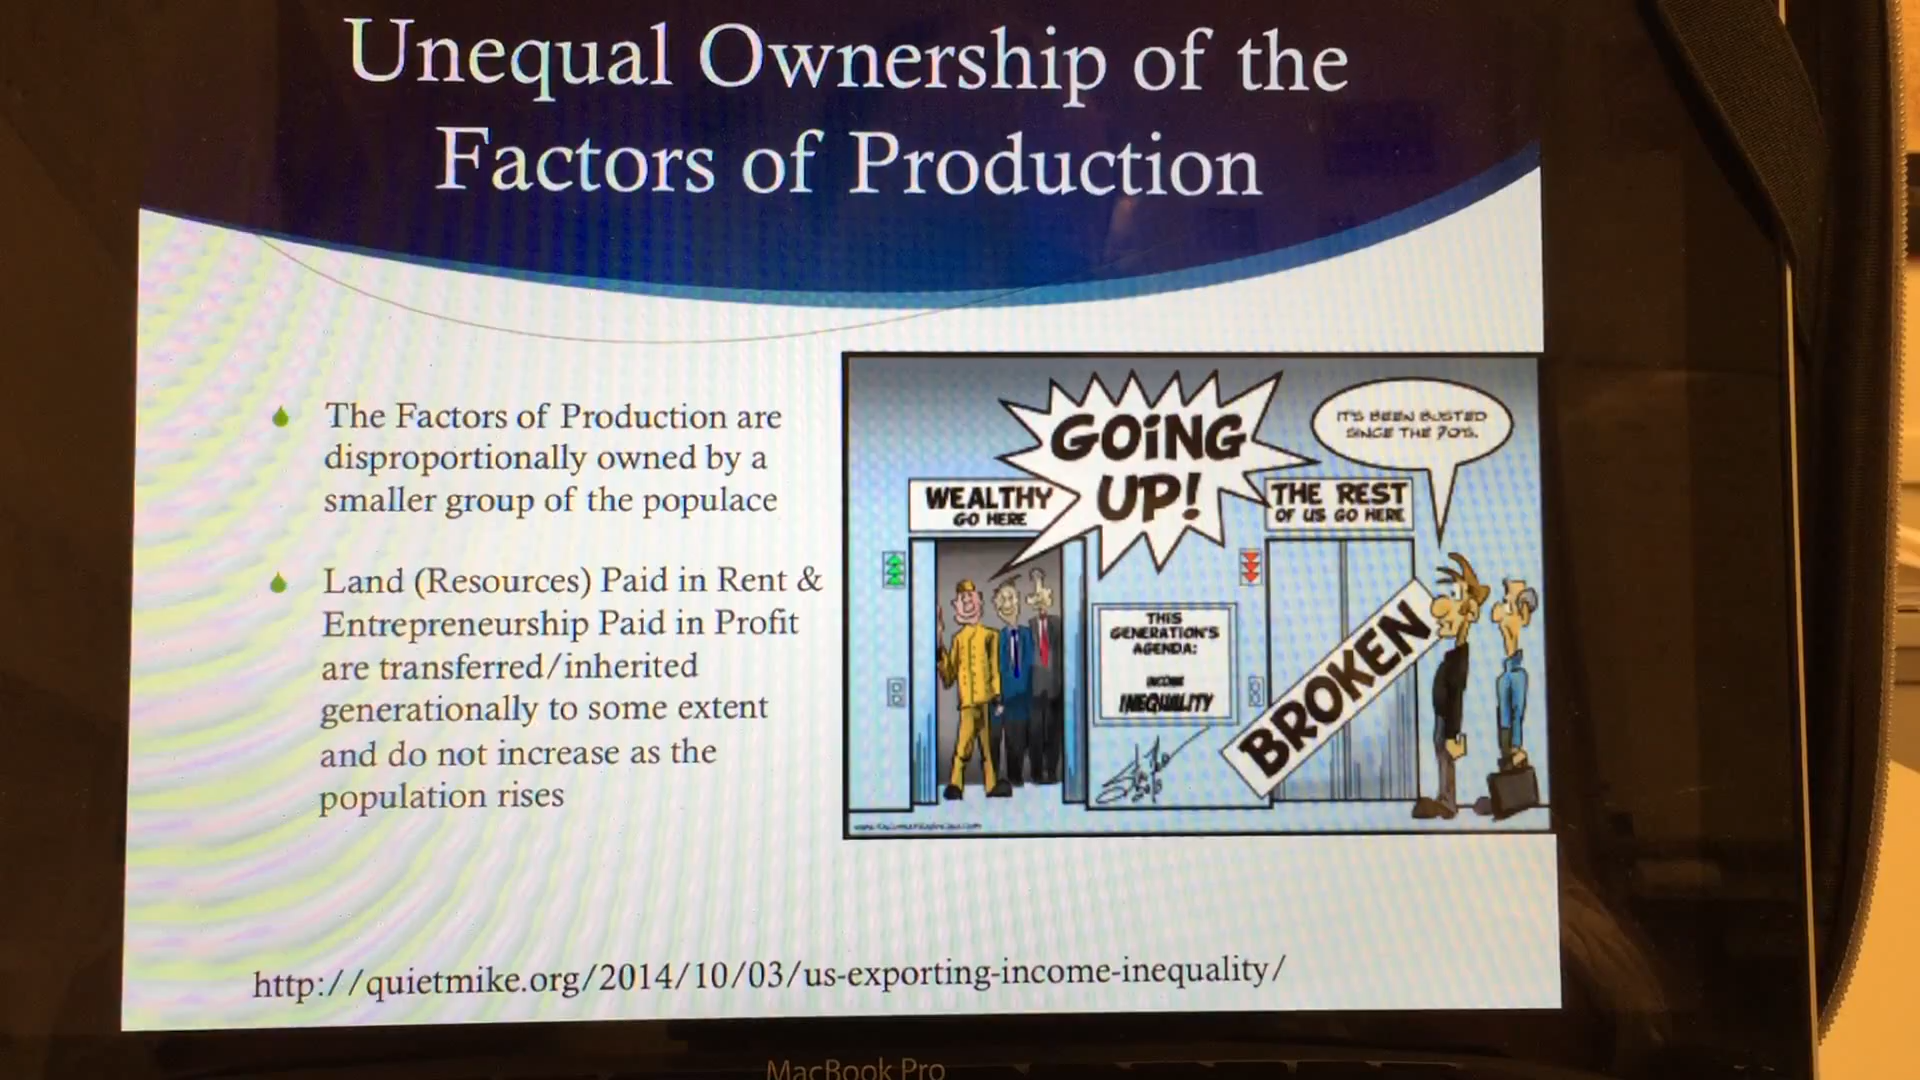 Unequal Ownership of the
Factors of Production
The Factors of Production are
disproportionally owned by a
smaller group of the populace
Land (Resources) Paid in Rent &
Entrepreneurship Paid in Profit
are transferred/inherited
generationally to some extent
and do not increase as the
population rises
GOiNG
UP!
IT'S BEEN BUSTED
SINCE THE 70'S.
WEALTHY
GO HERE
THE REST
OF US GO HERE
THIS
GENERATION'S
AGENDA:
INCOME
INEQUALITY
BROKEN
http://quietmike.org/2014/10/03/us-exporting-income-inequality/
MacBook Pro